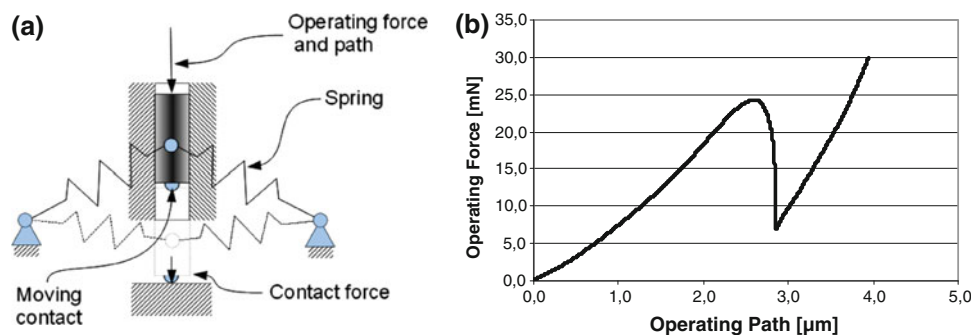 (a)
Operating force
and path
Spring
Moving
contact
Contact force
(b)
Operating Force [mN]
35,0
30,0
25,0
20,0
15,0
10,0
5,0
0,0
0,0 1,0 2,0 3,0 4,0 5,0
Operating Path [µm]